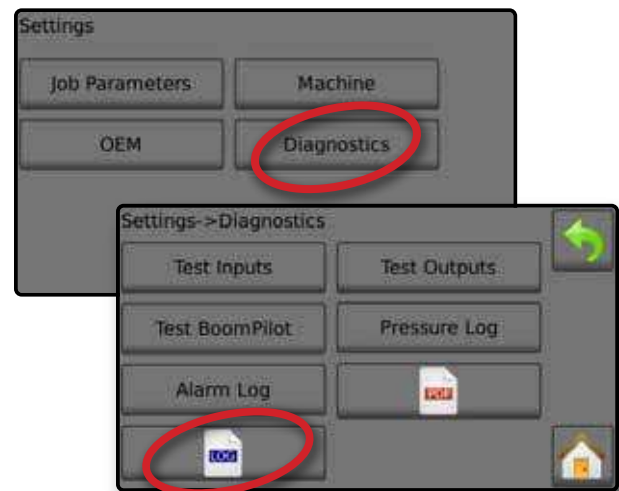 Settings
Job Parameters
Machine
OEM
Diagnostics
Settings->Diagnostics
Test Inputs
Test Outputs
Test BoomPilot
Pressure Log
Alarm Log
PDF
LOG